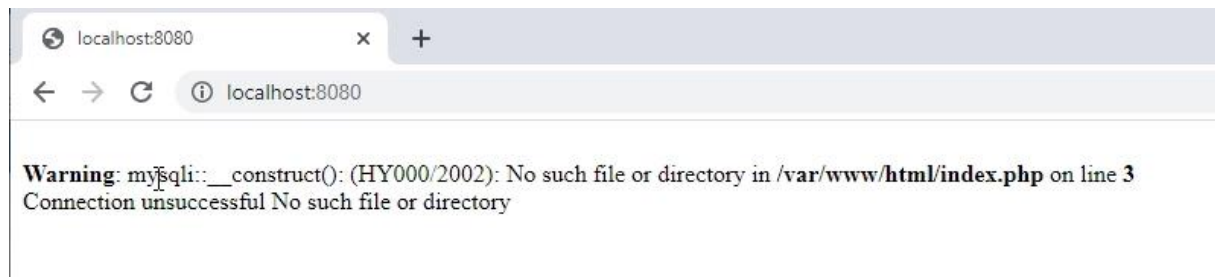 localhost:8080
localhost:8080
Warning: mysqli::__construct(): (HY000/2002): No such file or directory in /var/www/html/index.php on line 3
Connection unsuccessful No such file or directory